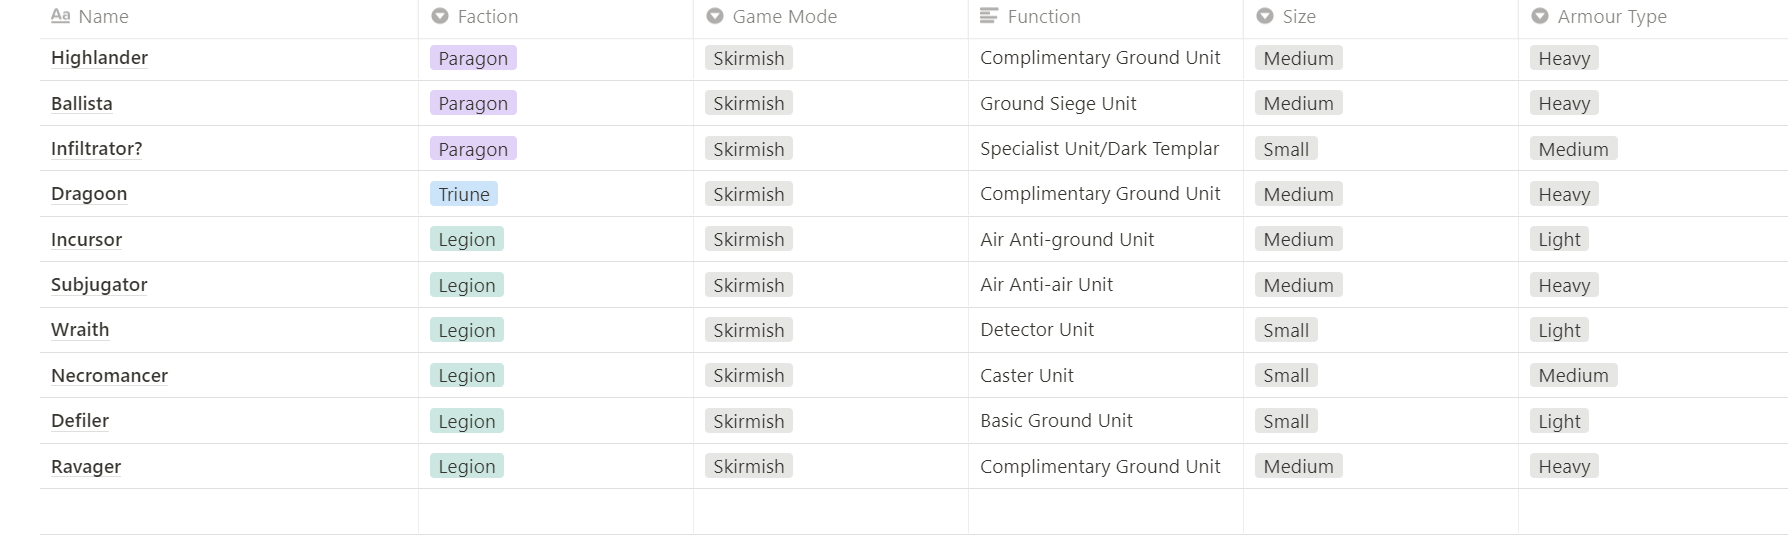 Aa Name Faction Game Mode Function Size Armour Type
Highlander Paragon Skirmish Complimentary Ground Unit Medium Heavy
Ballista Paragon Skirmish Ground Siege Unit Medium Heavy
Infiltrator? Paragon Skirmish Specialist Unit/Dark Templar Small Medium
Dragoon Triune Skirmish Complimentary Ground Unit Medium Heavy
Incursor Legion Skirmish Air Anti-ground Unit Medium Light
Subjugator Legion Skirmish Air Anti-air Unit Medium Heavy
Wraith Legion Skirmish Detector Unit Small Light
Necromancer Legion Skirmish Caster Unit Small Medium
Defiler Legion Skirmish Basic Ground Unit Small Light
Ravager Legion Skirmish Complimentary Ground Unit Medium Heavy